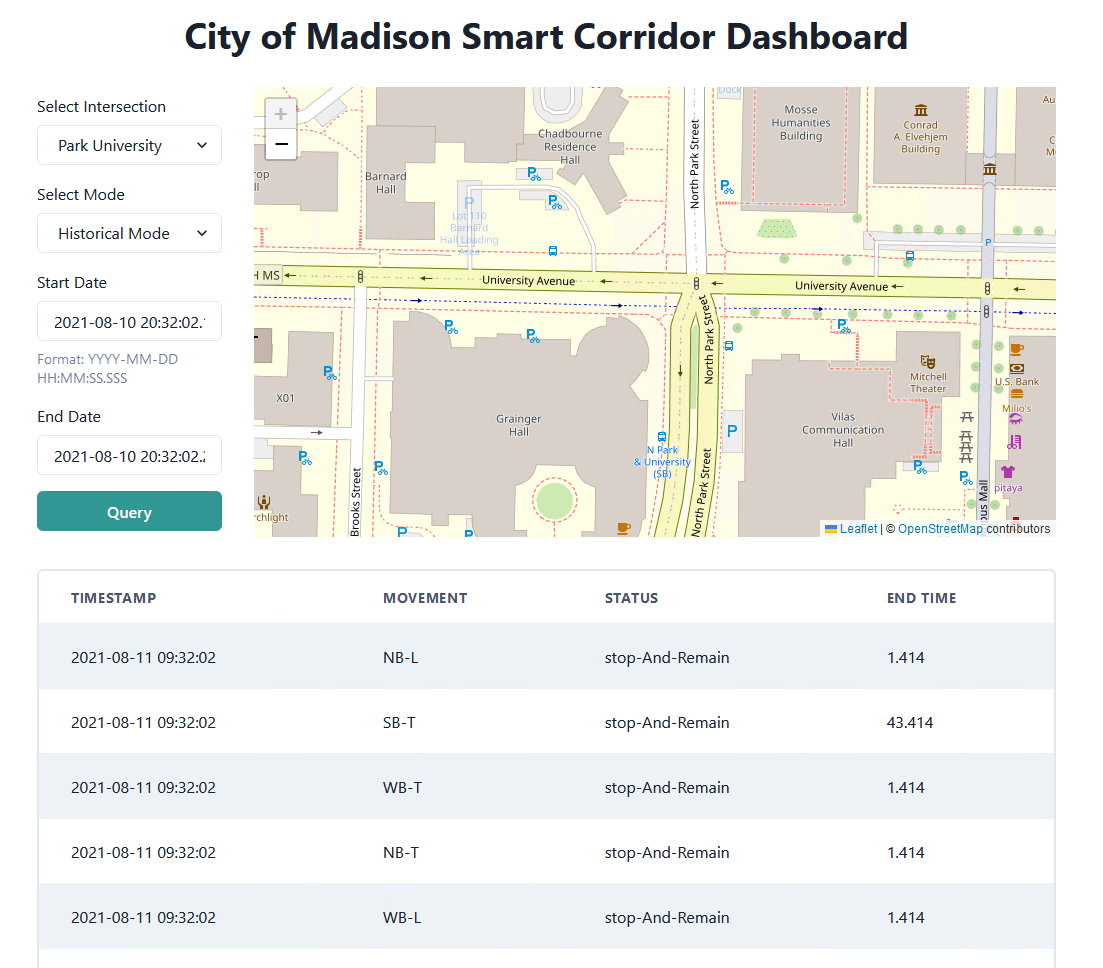 City of Madison Smart Corridor Dashboard
Select Intersection
Park University
Select Mode
Historical Mode
Start Date
2021-08-10 20:32:02.
Format: YYYY-MM-DD
HH:MM:SS.SSS
End Date
2021-08-10 20:32:02.
Query
+
−
Dock
Mosse
Humanities
Building
Conrad
A. Elvehjem
Building
Au
Chadbourne
Residence
Hall
North Park Street
Barnard
Hall
rop
ll
P
Lot 110
Barnard
Hall Loading
Area
P
H MS
University Avenue
University Avenue
North Park Street
X01
Grainger
Hall
Mitchell
Theater
U.S. Bank
Milio's
Vilas
Communication
Hall
P
N Park
& University
(SB)
North Park Street
Brooks Street
rchlight
pitaya
pus Mall
P
P
Leaflet | © OpenStreetMap contributors
TIMESTAMP MOVEMENT STATUS END TIME
2021-08-11 09:32:02 NB-L stop-And-Remain 1.414
2021-08-11 09:32:02 SB-T stop-And-Remain 43.414
2021-08-11 09:32:02 WB-T stop-And-Remain 1.414
2021-08-11 09:32:02 NB-T stop-And-Remain 1.414
2021-08-11 09:32:02 WB-L stop-And-Remain 1.414